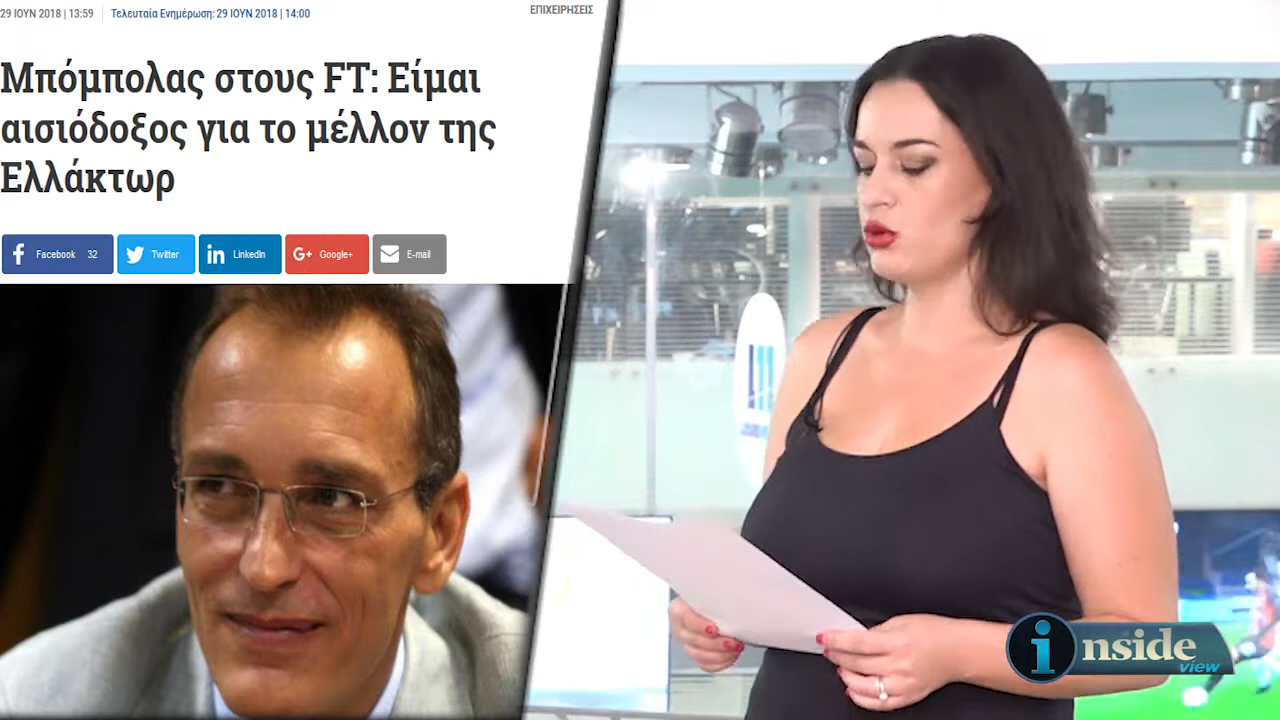 29 ΙΟΥΝ 2018 | 13:59
Τελευταία Ενημέρωση: 29 ΙΟΥΝ 2018 | 14:00
ΕΠΙΧΕΙΡΗΣΕΙΣ
Μπόμπολας στους FT: Είμαι
αισιόδοξος για το μέλλον της
Ελλάκτωρ
Facebook 32
Twitter
LinkedIn
Google+
E-mail
inside
view